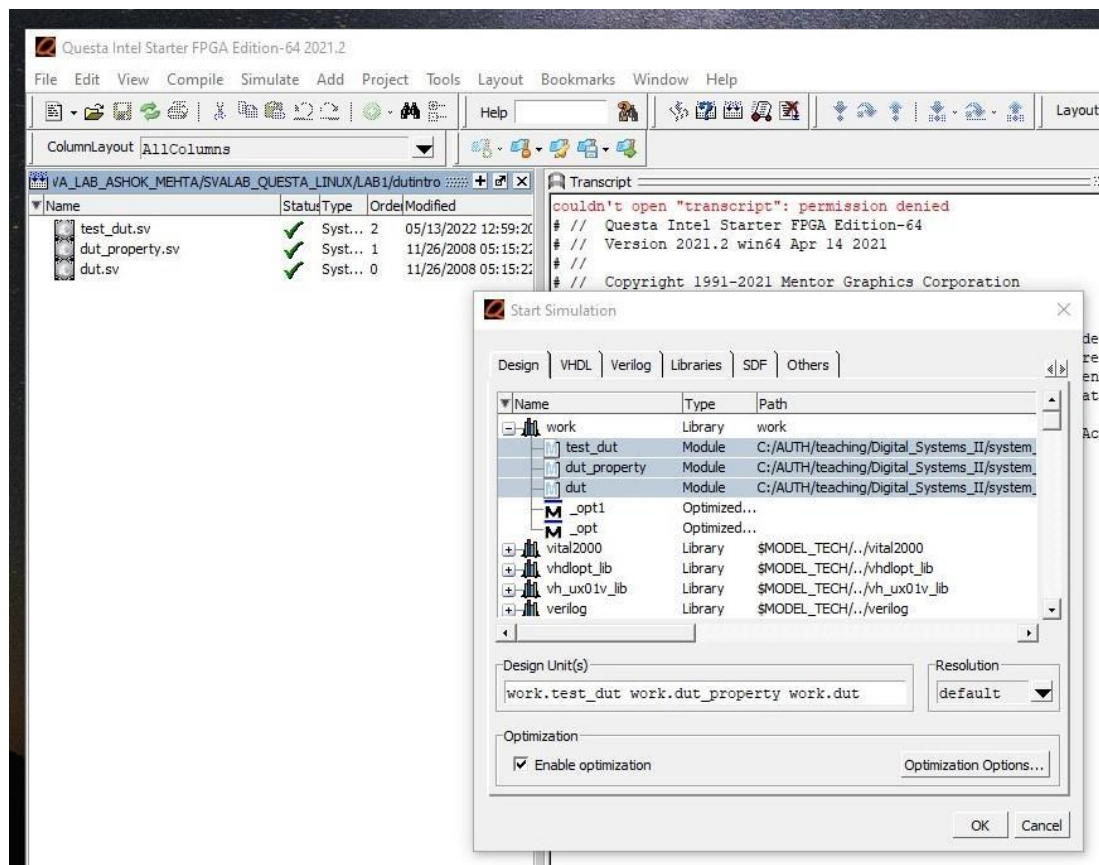 Questa Intel Starter FPGA Edition-64 2021.2
File Edit View Compile Simulate Add Project Tools Layout Bookmarks Window Help
Help
Layout
ColumnLayout AllColumns
VA_LAB_ASHOK_MEHTA/SVALAB_QUESTA_LINUX/LAB1/dutintro
Name Status Type Order Modified
test_dut.sv Syst... 2 05/13/2022 12:59:20
dut_property.sv Syst... 1 11/26/2008 05:15:22
dut.sv Syst... 0 11/26/2008 05:15:22
Transcript
couldn't open "transcript": permission denied
# // Questa Intel Starter FPGA Edition-64
# // Version 2021.2 win64 Apr 14 2021
# //
# // Copyright 1991-2021 Mentor Graphics Corporation
Start Simulation
Design VHDL Verilog Libraries SDF Others
Name Type Path
work Library work
test_dut Module C:/AUTH/teaching/Digital_Systems_II/system_
dut_property Module C:/AUTH/teaching/Digital_Systems_II/system_
dut Module C:/AUTH/teaching/Digital_Systems_II/system_
_opt1 Optimized...
_opt Optimized...
vital2000 Library $MODEL_TECH/../vital2000
vhdlopt_lib Library $MODEL_TECH/../vhdlopt_lib
vh_ux01v_lib Library $MODEL_TECH/../vh_ux01v_lib
verilog Library $MODEL_TECH/../verilog
Design Unit(s)
work.test_dut work.dut_property work.dut
Resolution
default
Optimization
Enable optimization
Optimization Options...
OK Cancel